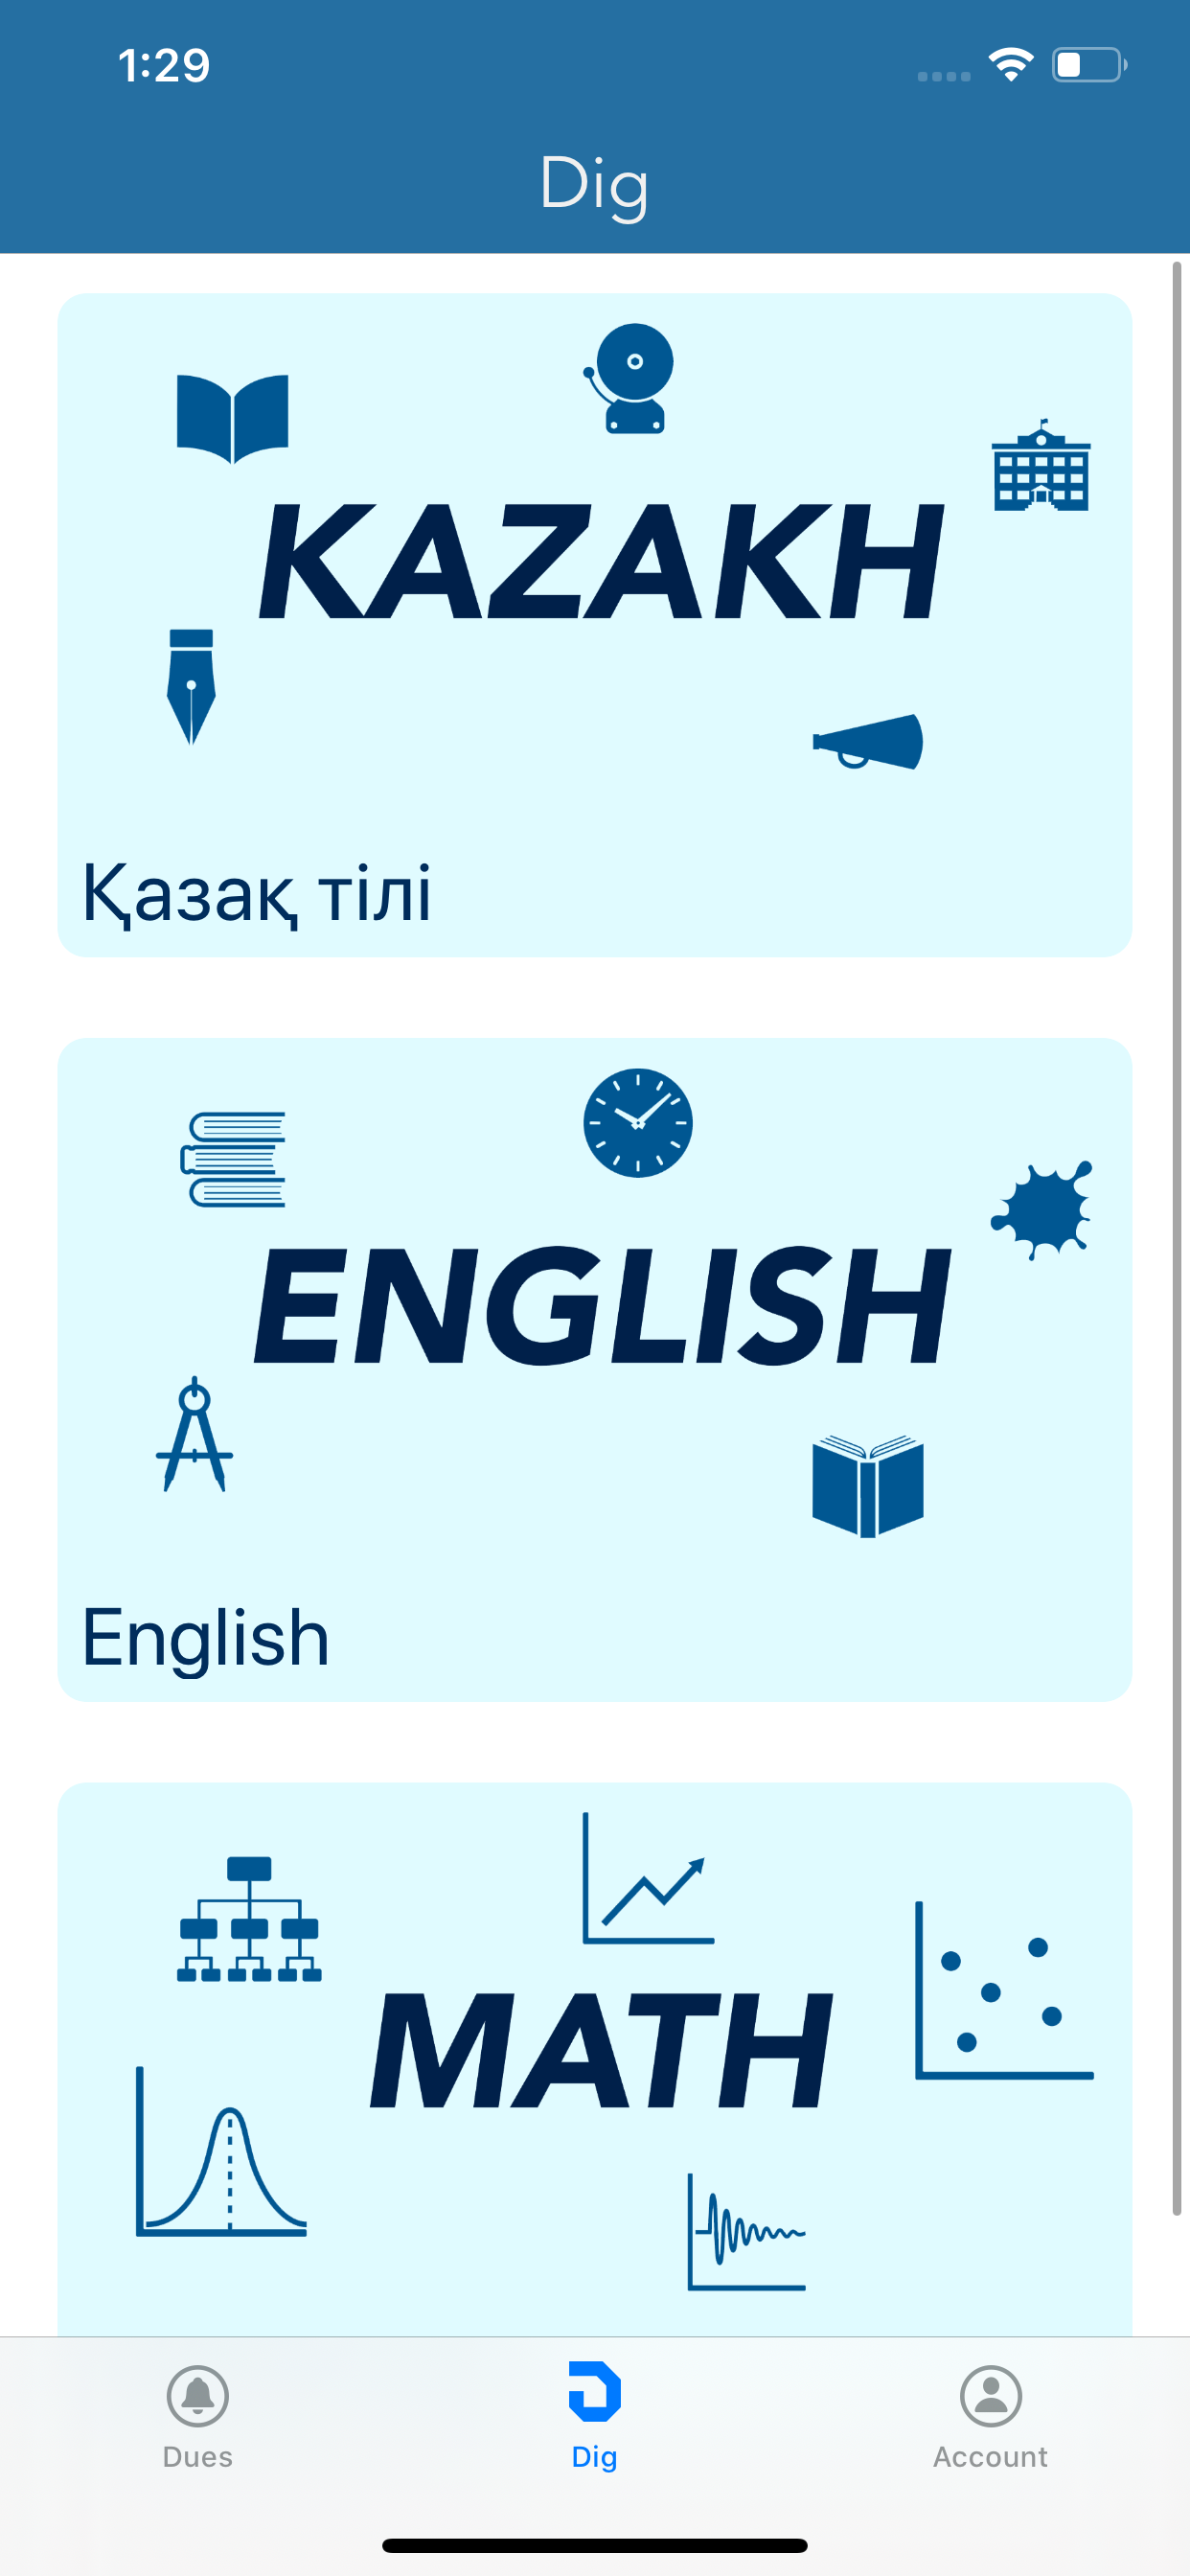 1:29
Dig
KAZAKH
Қазақ тілі
ENGLISH
English
MATH
Dues
Dig
Account